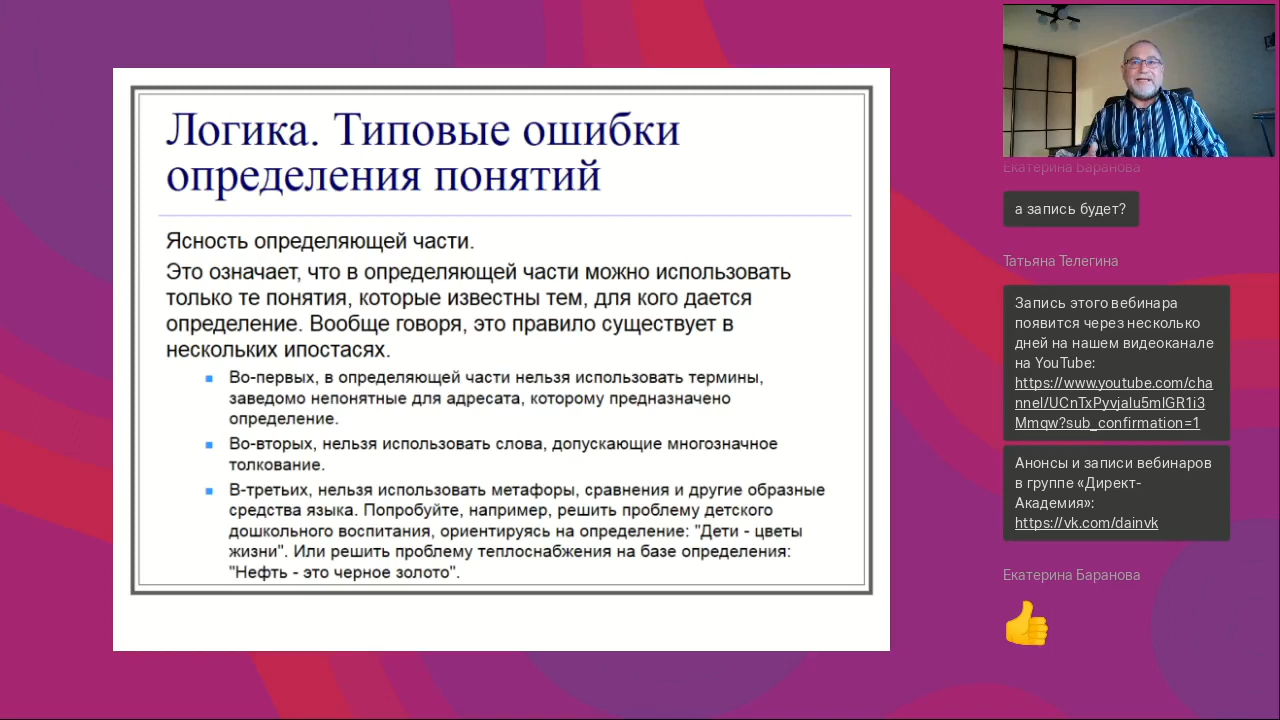 Логика. Типовые ошибки
определения понятий
Ясность определяющей части.
Это означает, что в определяющей части можно использовать
только те понятия, которые известны тем, для кого дается
определение. Вообще говоря, это правило существует в
нескольких ипостасях.
Во-первых, в определяющей части нельзя использовать термины,
заведомо непонятные для адресата, которому предназначено
определение.
Во-вторых, нельзя использовать слова, допускающие многозначное
толкование.
В-третьих, нельзя использовать метафоры, сравнения и другие образные
средства языка. Попробуйте, например, решить проблему детского
дошкольного воспитания, ориентируясь на определение: "Дети - цветы
жизни". Или решить проблему теплоснабжения на базе определения:
"Нефть - это черное золото".
Екатерина Баранова
а запись будет?
Татьяна Телегина
Запись этого вебинара
появится через несколько
дней на нашем видеоканале
на YouTube:
https://www.youtube.com/cha
nnel/UCnTxPyvjalu5mlGR1i3
Mmqw?sub_confirmation=1
Анонсы и записи вебинаров
в группе «Директ-
Академия»:
https://vk.com/dainvk
Екатерина Баранова